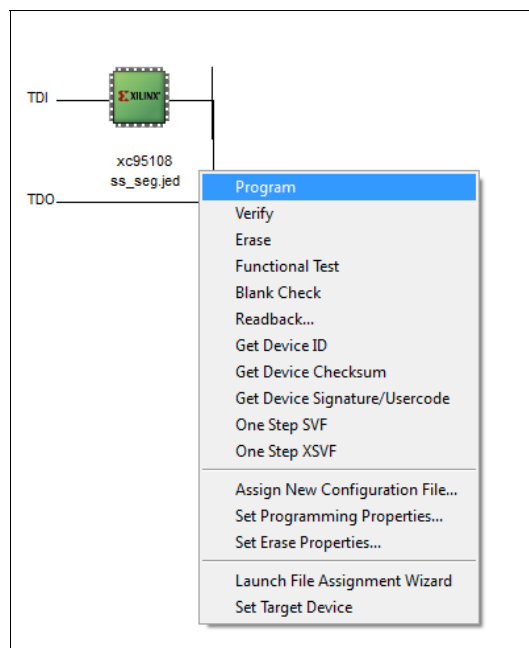 TDI
XILINX
xc95108
ss_seg.jed
TDO
Program
Verify
Erase
Functional Test
Blank Check
Readback...
Get Device ID
Get Device Checksum
Get Device Signature/Usercode
One Step SVF
One Step XSVF
Assign New Configuration File...
Set Programming Properties...
Set Erase Properties...
Launch File Assignment Wizard
Set Target Device